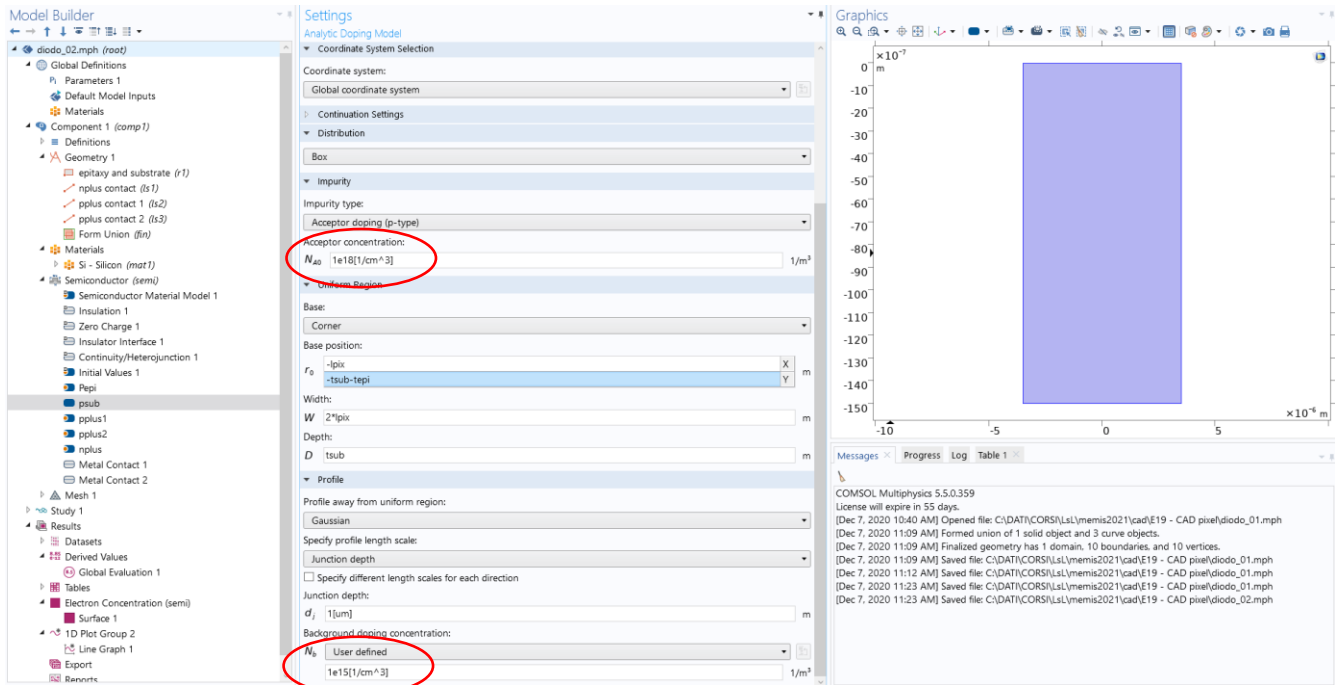 Model Builder
diodo_02.mph (root)
Global Definitions
Pi Parameters 1
Default Model Inputs
Materials
Component 1 (comp1)
Definitions
Geometry 1
epitaxy and substrate (r1)
nplus contact (ls1)
pplus contact 1 (ls2)
pplus contact 2 (ls3)
Form Union (fin)
Materials
Si - Silicon (mat1)
Semiconductor (semi)
Semiconductor Material Model 1
Insulation 1
Zero Charge 1
Insulator Interface 1
Continuity/Heterojunction 1
Initial Values 1
Pepi
psub
pplus1
pplus2
nplus
Metal Contact 1
Metal Contact 2
Mesh 1
Study 1
Results
Datasets
Derived Values
Global Evaluation 1
Tables
Electron Concentration (semi)
Surface 1
1D Plot Group 2
Line Graph 1
Export
Reports
Settings
Analytic Doping Model
Coordinate System Selection
Coordinate system:
Global coordinate system
Continuation Settings
Distribution
Box
Impurity
Impurity type:
Acceptor doping (p-type)
Acceptor concentration:
N_A0 1e18[1/cm^3] 1/m³
Uniform Region
Base:
Corner
Base position:
r_0 -lpix X m
-tsub-tepi Y
Width:
W 2*lpix m
Depth:
D tsub m
Profile
Profile away from uniform region:
Gaussian
Specify profile length scale:
Junction depth
Specify different length scales for each direction
Junction depth:
d_j 1[um] m
Background doping concentration:
N_b User defined
1e15[1/cm^3] 1/m³
Graphics
×10⁻⁷
0 m
-10
-20
-30
-40
-50
-60
-70
-80
-90
-100
-110
-120
-130
-140
-150
×10⁻⁶ m
-10 -5 0 5
Messages Progress Log Table 1
COMSOL Multiphysics 5.5.0.359
License will expire in 55 days.
[Dec 7, 2020 10:40 AM] Opened file: C:\DATI\CORSI\LsL\memis2021\cad\E19 - CAD pixel\diodo_01.mph
[Dec 7, 2020 11:09 AM] Formed union of 1 solid object and 3 curve objects.
[Dec 7, 2020 11:09 AM] Finalized geometry has 1 domain, 10 boundaries, and 10 vertices.
[Dec 7, 2020 11:09 AM] Saved file: C:\DATI\CORSI\LsL\memis2021\cad\E19 - CAD pixel\diodo_01.mph
[Dec 7, 2020 11:12 AM] Saved file: C:\DATI\CORSI\LsL\memis2021\cad\E19 - CAD pixel\diodo_01.mph
[Dec 7, 2020 11:23 AM] Saved file: C:\DATI\CORSI\LsL\memis2021\cad\E19 - CAD pixel\diodo_01.mph
[Dec 7, 2020 11:23 AM] Saved file: C:\DATI\CORSI\LsL\memis2021\cad\E19 - CAD pixel\diodo_02.mph